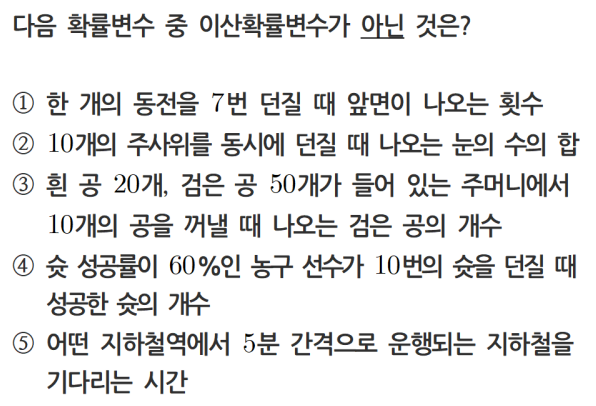 다음 확률변수 중 이산확률변수가 아닌 것은?
① 한 개의 동전을 7번 던질 때 앞면이 나오는 횟수
② 10개의 주사위를 동시에 던질 때 나오는 눈의 수의 합
③ 흰 공 20개, 검은 공 50개가 들어 있는 주머니에서
10개의 공을 꺼낼 때 나오는 검은 공의 개수
④ 슛 성공률이 60%인 농구 선수가 10번의 슛을 던질 때
성공한 슛의 개수
⑤ 어떤 지하철역에서 5분 간격으로 운행되는 지하철을
기다리는 시간